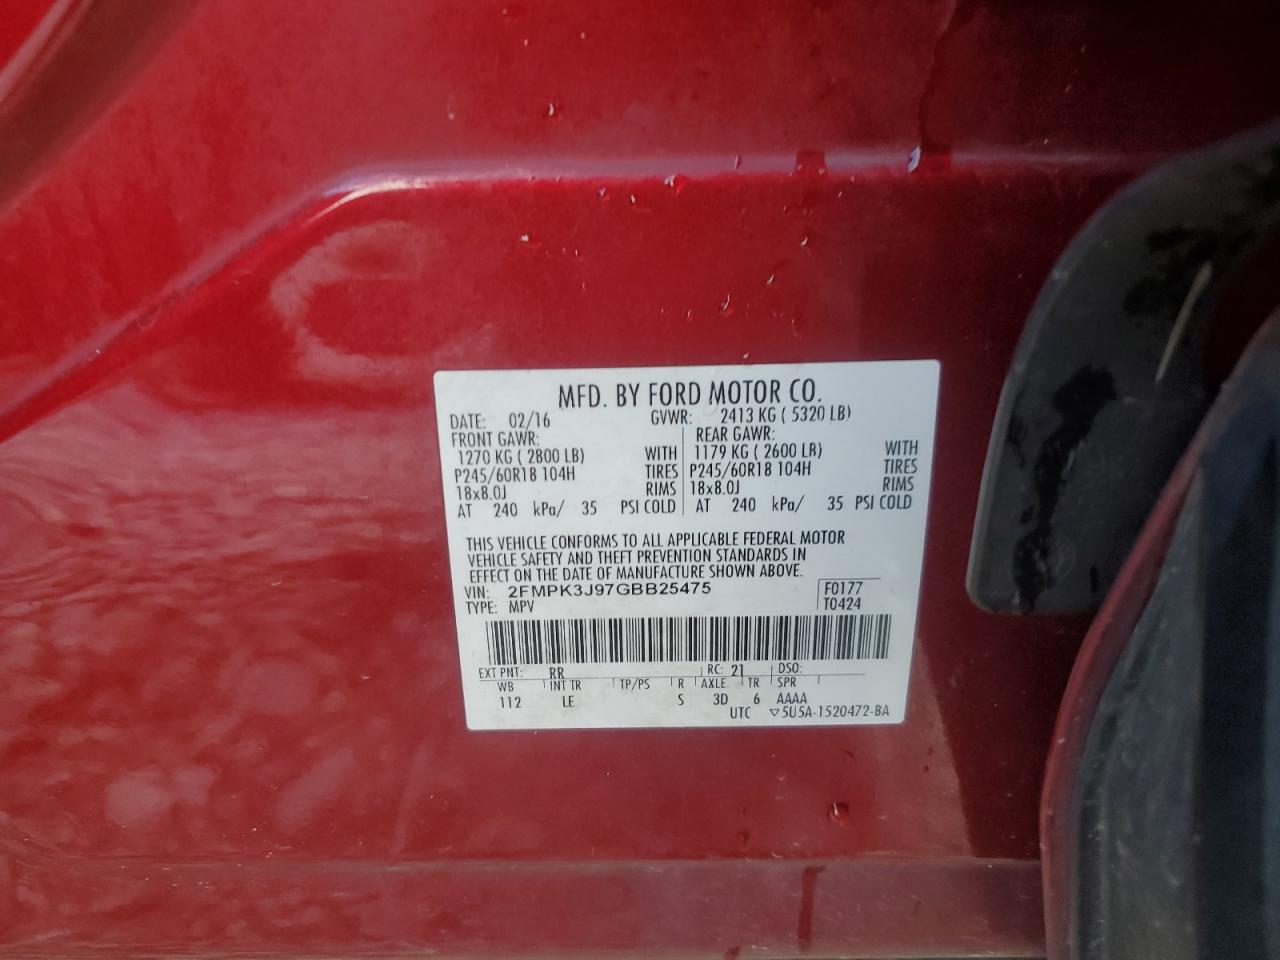 MFD. BY FORD MOTOR CO.
DATE: 02/16 GVWR: 2413 KG ( 5320 LB)
FRONT GAWR: REAR GAWR:
1270 KG ( 2800 LB) WITH 1179 KG ( 2600 LB) WITH
P245/60R18 104H TIRES P245/60R18 104H TIRES
18x8.0J RIMS 18x8.0J RIMS
AT 240 kPa/ 35 PSI COLD AT 240 kPa/ 35 PSI COLD
THIS VEHICLE CONFORMS TO ALL APPLICABLE FEDERAL MOTOR
VEHICLE SAFETY AND THEFT PREVENTION STANDARDS IN
EFFECT ON THE DATE OF MANUFACTURE SHOWN ABOVE.
VIN: 2FMPK3J97GBB25475 F0177
TYPE: MPV T0424
EXT PNT: RR RC: 21 DSO:
WB INT TR TP/PS R AXLE TR SPR
112 LE S 3D 6 AAAA
UTC ▽5U5A-1520472-BA